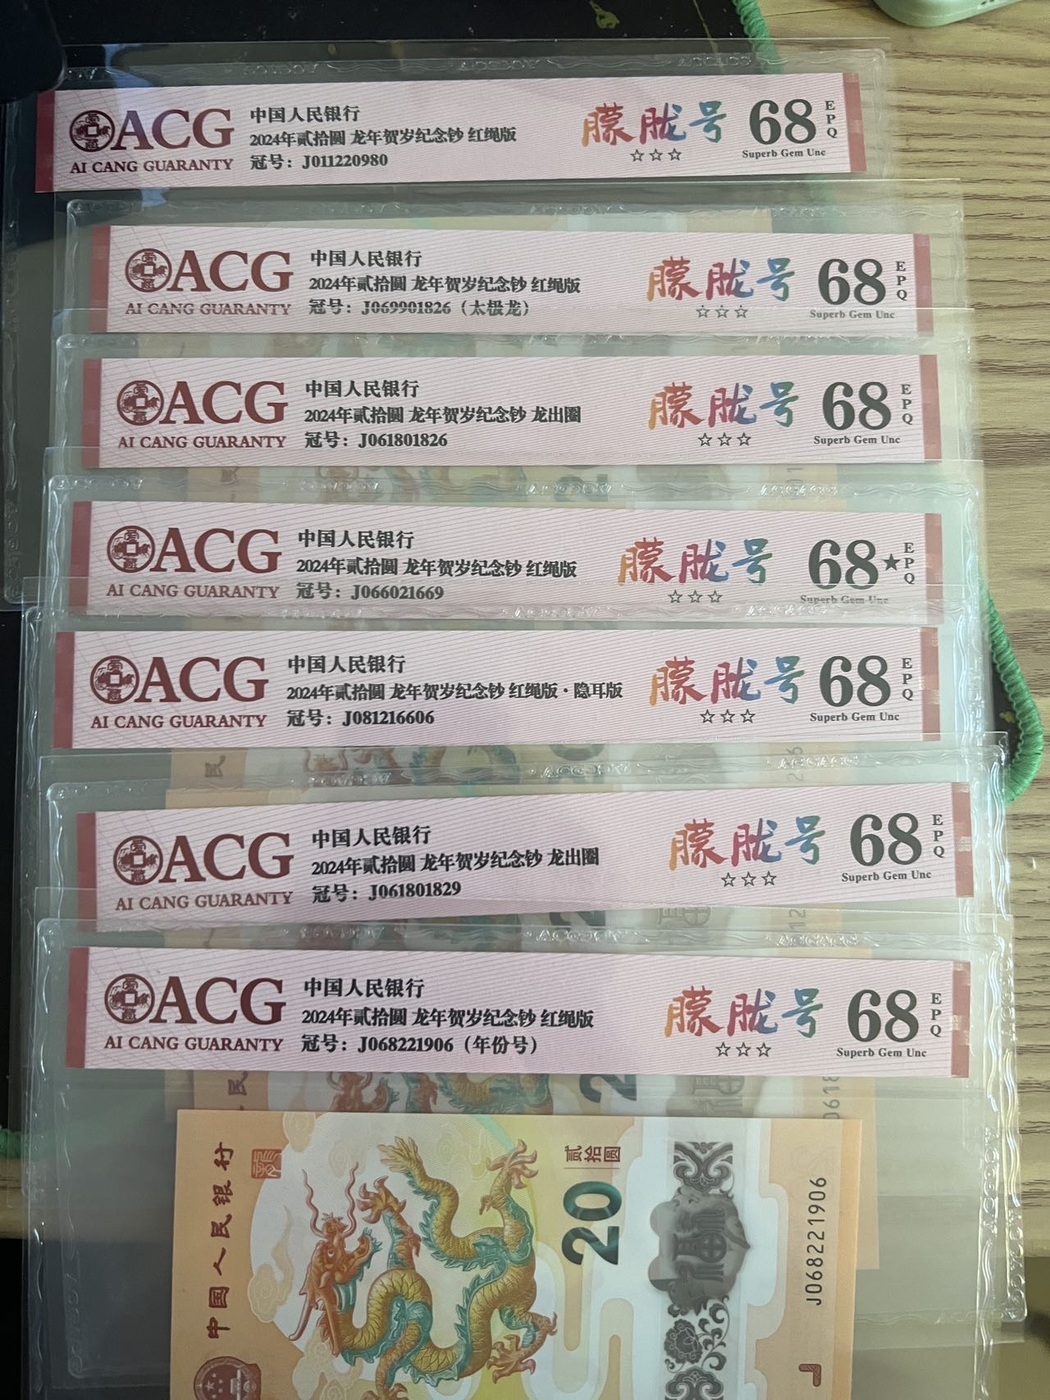 ACG
AI CANG GUARANTY
中国人民银行
2024年贰拾圆 龙年贺岁纪念钞 红绳版
冠号：J011220980
朦胧号
☆☆☆
68
EPQ
Superb Gem Unc
ACG
AI CANG GUARANTY
中国人民银行
2024年贰拾圆 龙年贺岁纪念钞 红绳版
冠号：J069901826（太极龙）
朦胧号
☆☆☆
68
EPQ
Superb Gem Unc
ACG
AI CANG GUARANTY
中国人民银行
2024年贰拾圆 龙年贺岁纪念钞 龙出圈
冠号：J061801826
朦胧号
☆☆☆
68
EPQ
Superb Gem Unc
ACG
AI CANG GUARANTY
中国人民银行
2024年贰拾圆 龙年贺岁纪念钞 红绳版
冠号：J066021669
朦胧号
☆☆☆
68★
EPQ
Superb Gem Unc
ACG
AI CANG GUARANTY
中国人民银行
2024年贰拾圆 龙年贺岁纪念钞 红绳版·隐耳版
冠号：J081216606
朦胧号
☆☆☆
68
EPQ
Superb Gem Unc
ACG
AI CANG GUARANTY
中国人民银行
2024年贰拾圆 龙年贺岁纪念钞 龙出圈
冠号：J061801829
朦胧号
☆☆☆
68
EPQ
Superb Gem Unc
ACG
AI CANG GUARANTY
中国人民银行
2024年贰拾圆 龙年贺岁纪念钞 红绳版
冠号：J068221906（年份号）
朦胧号
☆☆☆
68
EPQ
Superb Gem Unc
中国人民银行
贰拾圆
20
J068221906